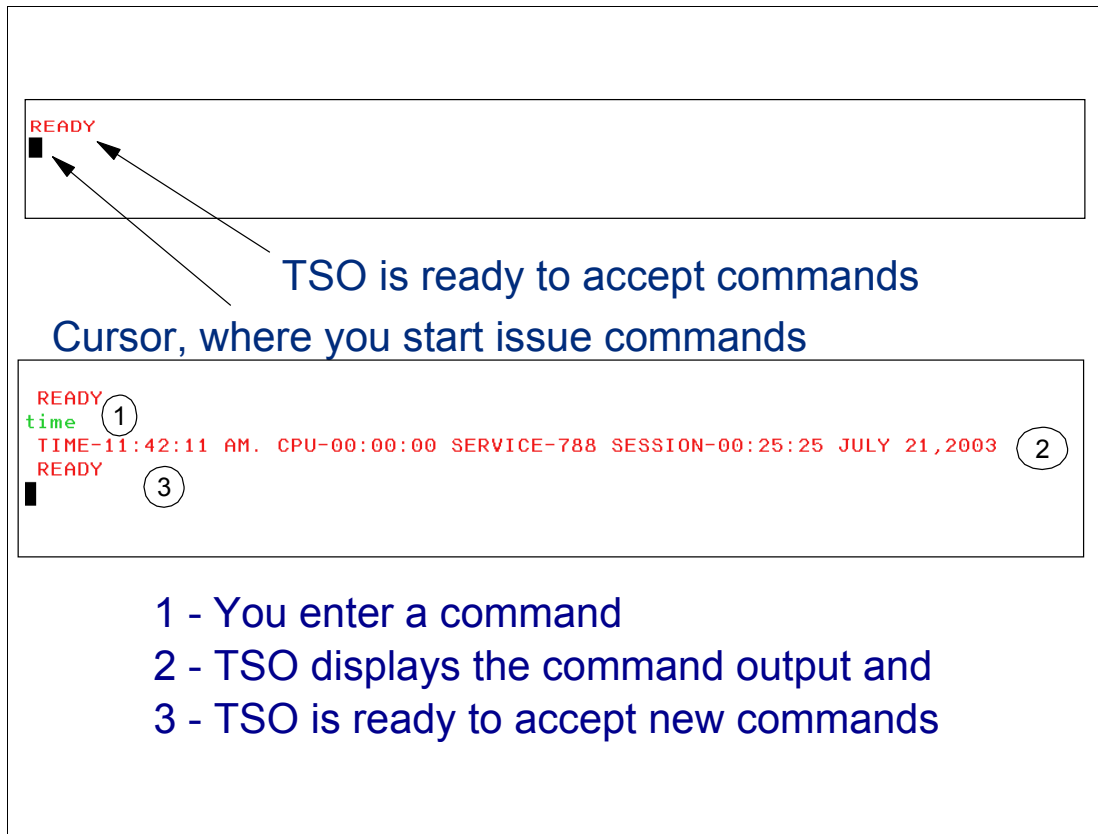 READY
TSO is ready to accept commands
Cursor, where you start issue commands
READY
time 1
TIME-11:42:11 AM. CPU-00:00:00 SERVICE-788 SESSION-00:25:25 JULY 21,2003 2
READY
3
1 - You enter a command
2 - TSO displays the command output and
3 - TSO is ready to accept new commands